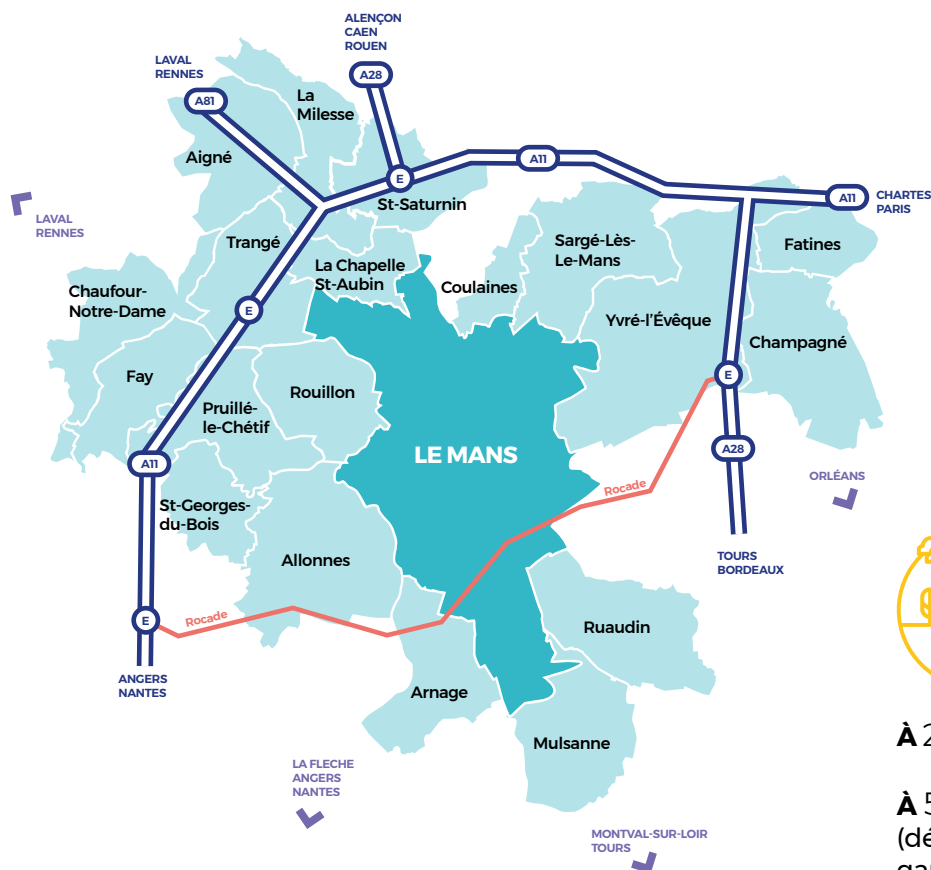 ALENÇON
CAEN
ROUEN
A28
LAVAL
RENNES
A81
La
Milesse
Aigné
E
A11
St-Saturnin
A11
CHARTES
PARIS
LAVAL
RENNES
Trangé
La Chapelle
St-Aubin
Coulaines
Sargé-Lès-
Le-Mans
Fatines
Chaufour-
Notre-Dame
E
Yvré-l'Évêque
Champagné
Fay
Rouillon
E
Pruillé-
le-Chétif
LE MANS
A11
A28
ORLÉANS
St-Georges-
du-Bois
Rocade
Allonnes
TOURS
BORDEAUX
E
Rocade
Ruaudin
ANGERS
NANTES
Arnage
Mulsanne
LA FLECHE
ANGERS
NANTES
MONTVAL-SUR-LOIR
TOURS
À 2
À 5
(dé